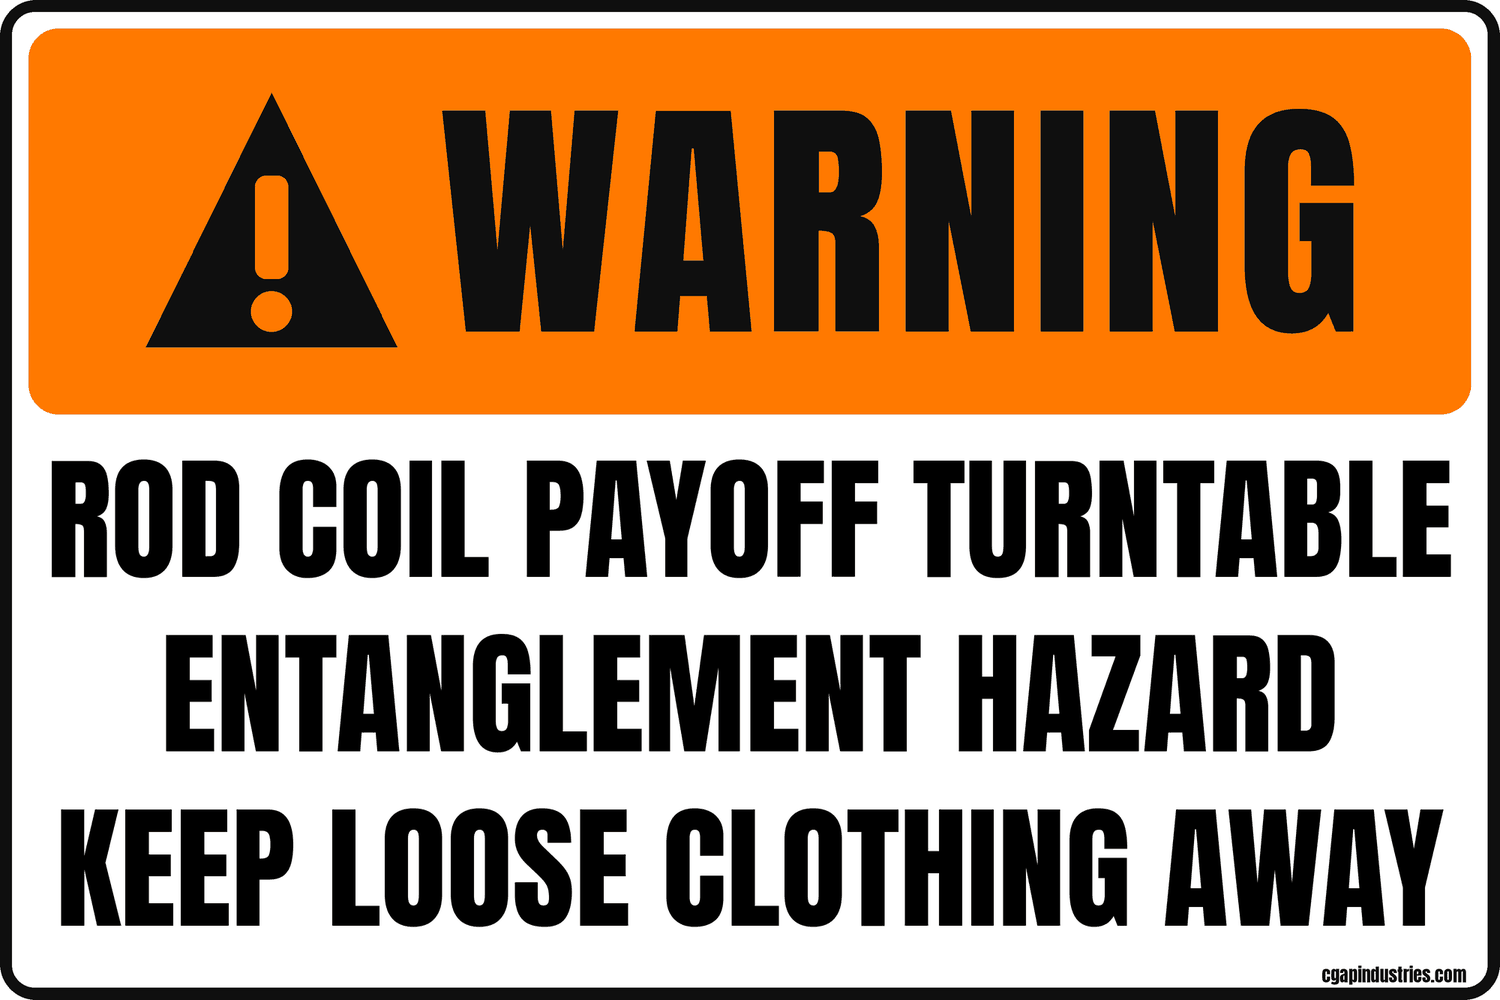 WARNING
ROD COIL PAYOFF TURNTABLE
ENTANGLEMENT HAZARD
KEEP LOOSE CLOTHING AWAY
cgapindustries.com